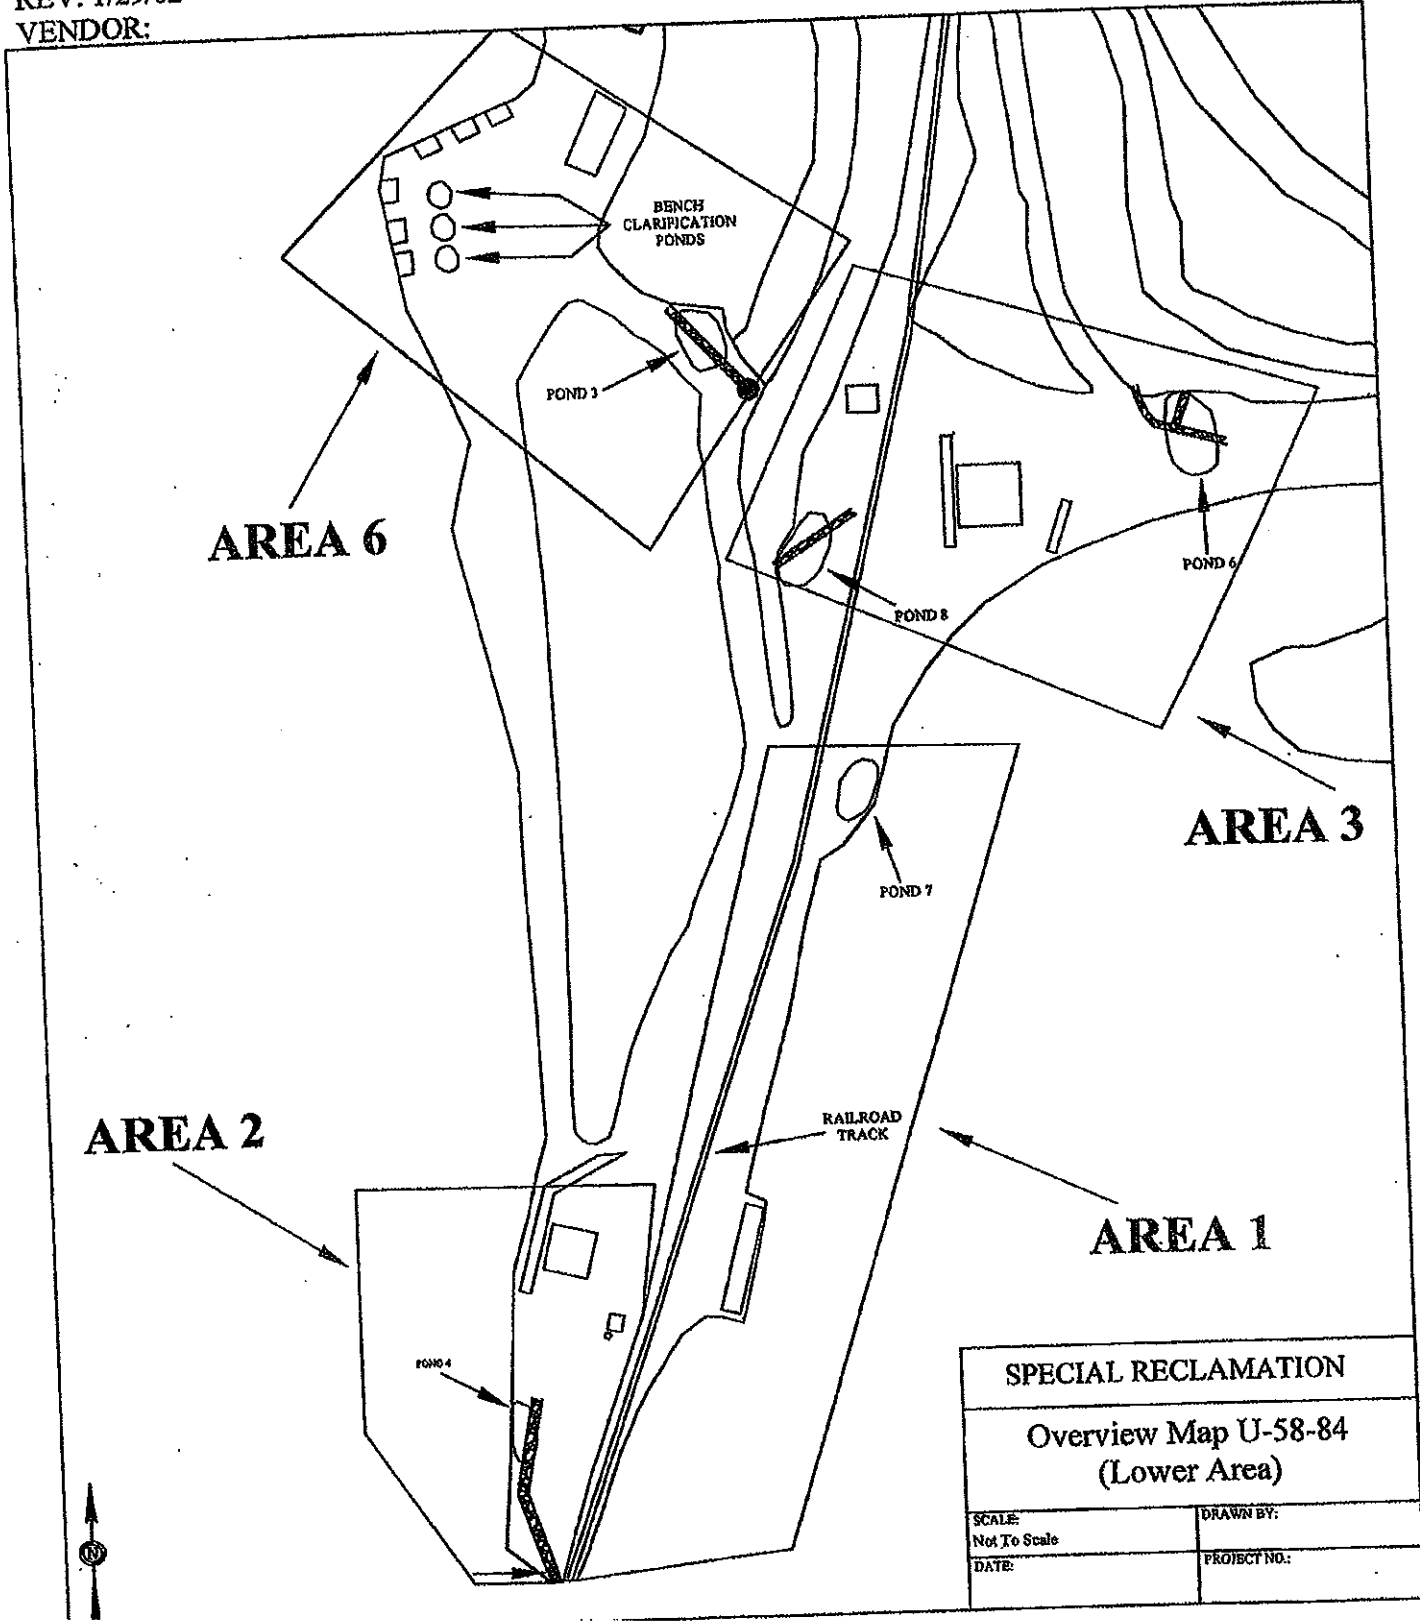 VENDOR:
BENCH
CLARIFICATION
PONDS
POND 3
AREA 6
POND 6
POND 8
AREA 3
POND 7
AREA 2
RAILROAD
TRACK
AREA 1
POND 4
SPECIAL RECLAMATION
Overview Map U-58-84
(Lower Area)
SCALE:
Not To Scale
DRAWN BY:
DATE:
PROJECT NO.:
N